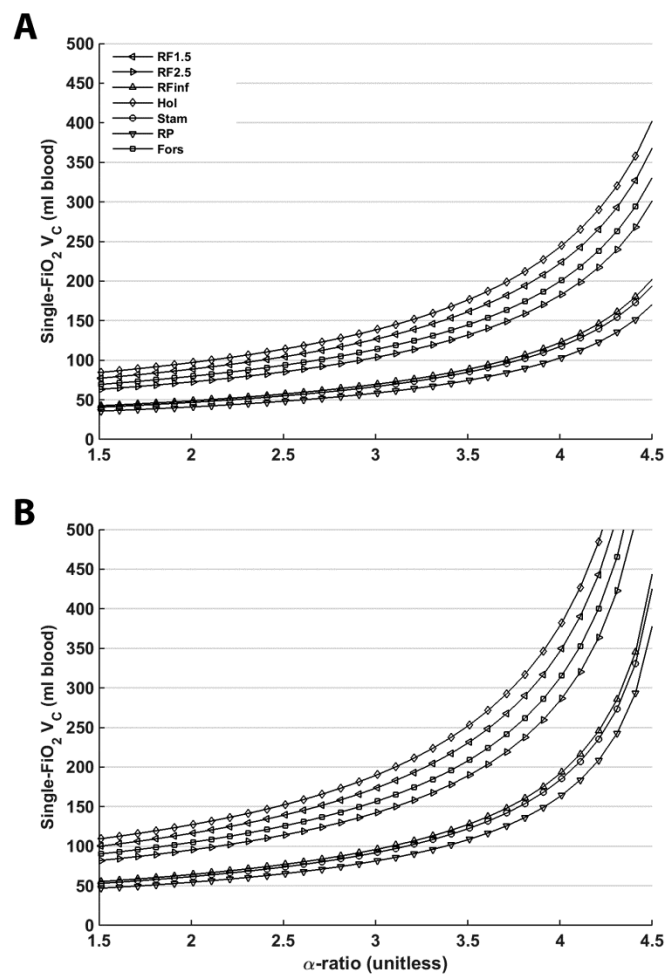 A
500
450
400
350
300
250
200
150
100
50
0
Single-FiO2 VC (ml blood)
RF1.5
RF2.5
RFinf
Hol
Stam
RP
Fors
1.5 2 2.5 3 3.5 4 4.5
B
500
450
400
350
300
250
200
150
100
50
0
Single-FiO2 VC (ml blood)
1.5 2 2.5 3 3.5 4 4.5
α-ratio (unitless)